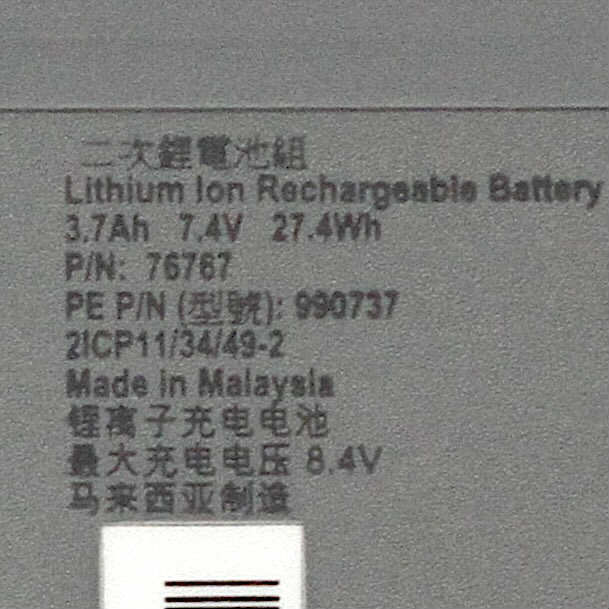 二次鋰電池組
Lithium Ion Rechargeable Battery
3.7Ah 7.4V 27.4Wh
P/N: 76767
PE P/N (型號): 990737
2ICP11/34/49-2
Made in Malaysia
锂离子充电电池
最大充电电压 8.4V
马来西亚制造